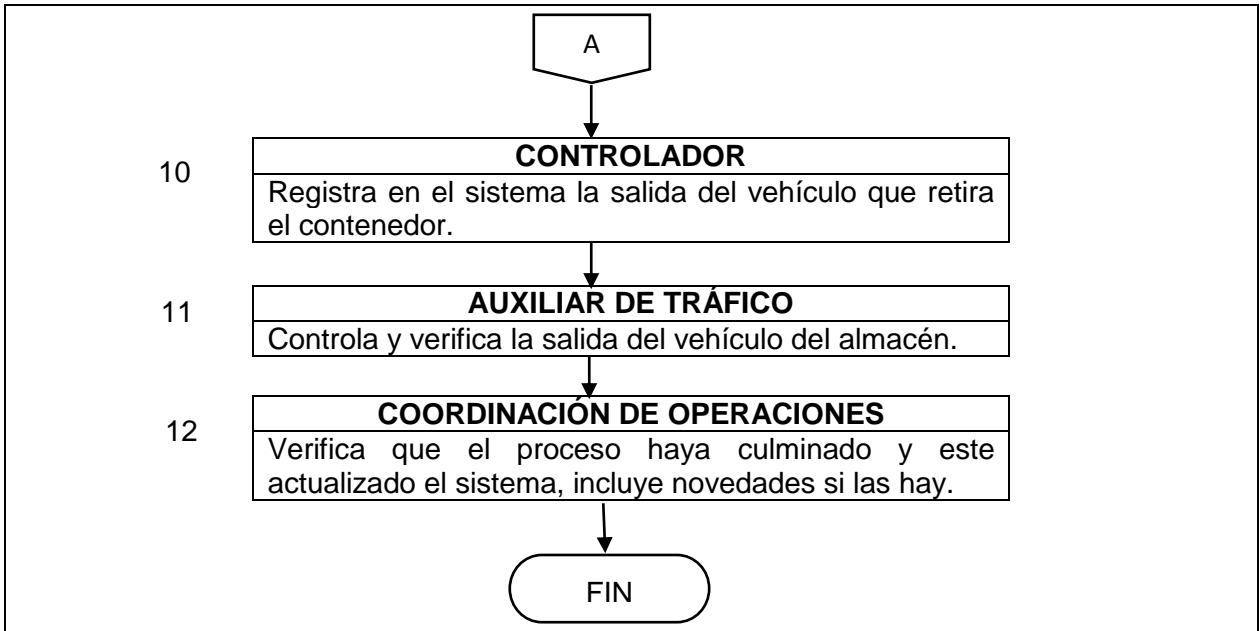 A
10
CONTROLADOR
Registra en el sistema la salida del vehículo que retira
el contenedor.
11
AUXILIAR DE TRÁFICO
Controla y verifica la salida del vehículo del almacén.
12
COORDINACIÓN DE OPERACIONES
Verifica que el proceso haya culminado y este
actualizado el sistema, incluye novedades si las hay.
FIN